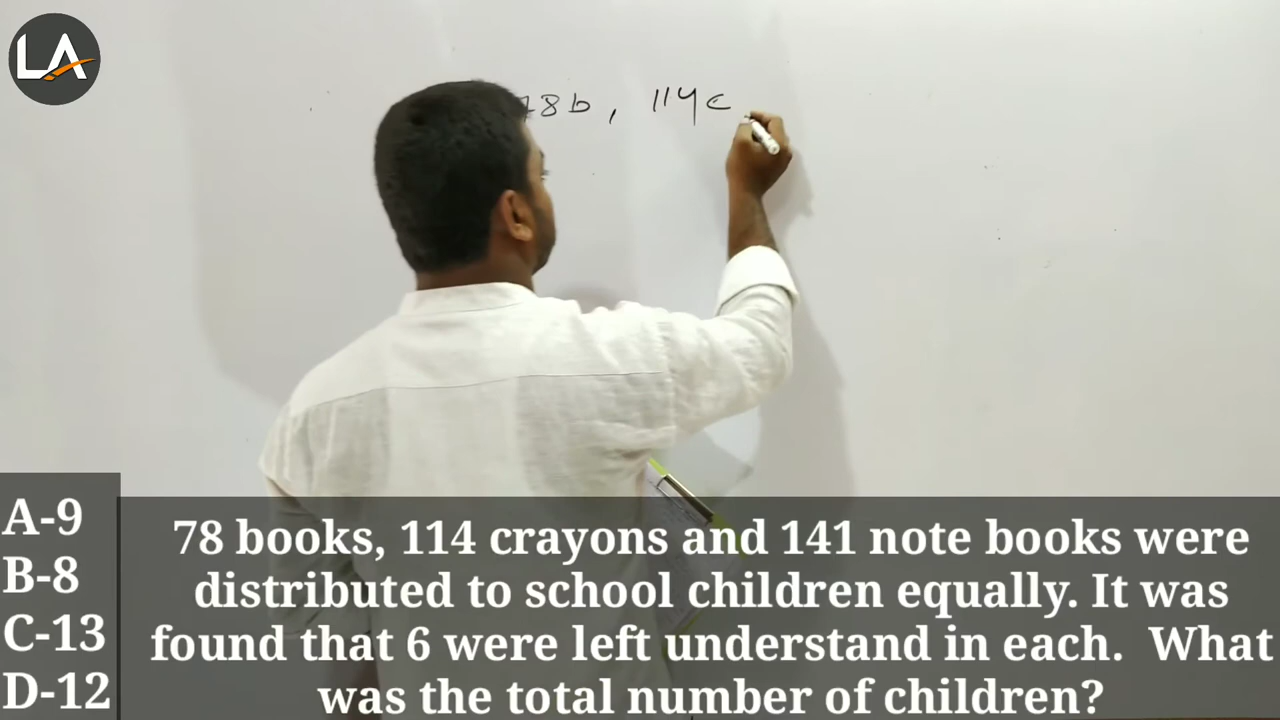 LA
78b, 114c
A-9
B-8
C-13
D-12
78 books, 114 crayons and 141 note books were
distributed to school children equally. It was
found that 6 were left understand in each. What
was the total number of children?